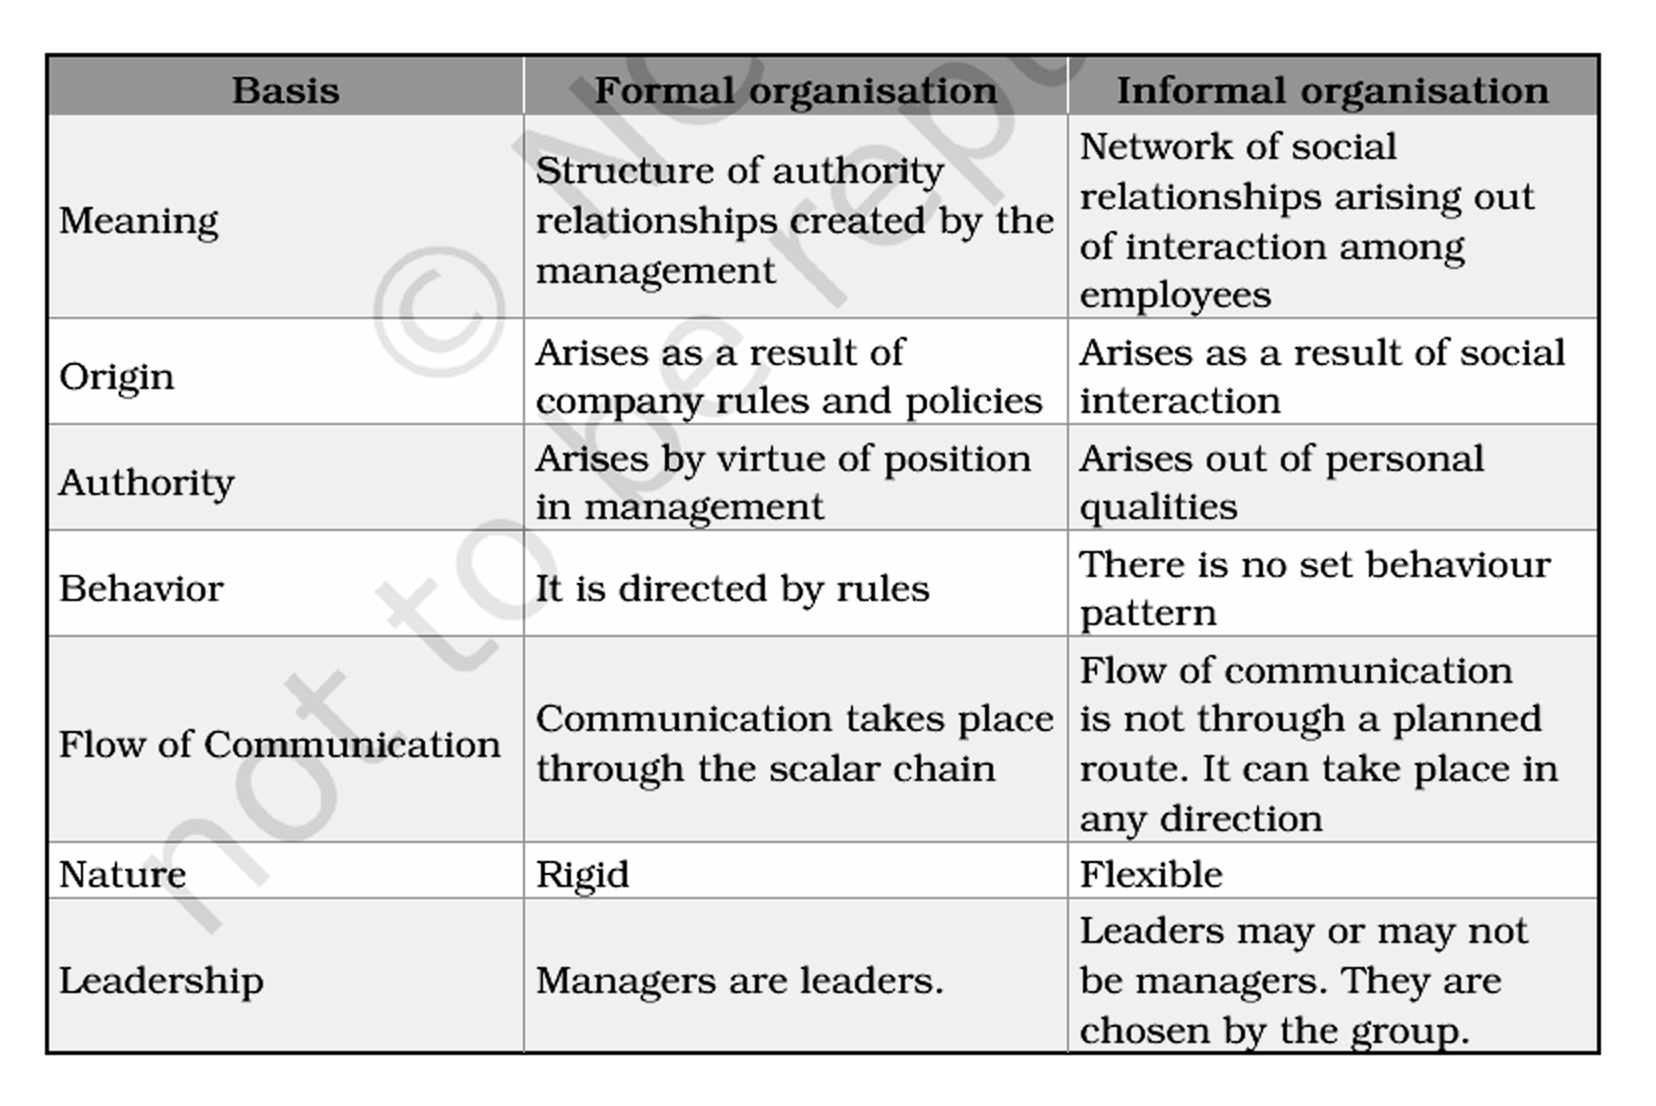 Basis
Formal organisation
Informal organisation
Meaning
Structure of authority
relationships created by the
management
Network of social
relationships arising out
of interaction among
employees
Origin
Arises as a result of
company rules and policies
Arises as a result of social
interaction
Authority
Arises by virtue of position
in management
Arises out of personal
qualities
Behavior
It is directed by rules
There is no set behaviour
pattern
Flow of Communication
Communication takes place
through the scalar chain
Flow of communication
is not through a planned
route. It can take place in
any direction
Nature
Rigid
Flexible
Leadership
Managers are leaders.
Leaders may or may not
be managers. They are
chosen by the group.
©
not to be